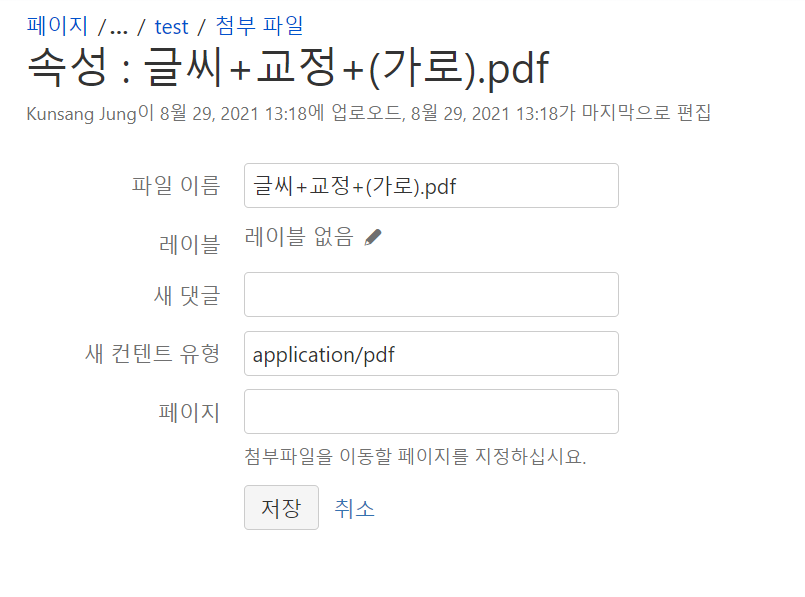 페이지 /... / test / 첨부 파일
속성 : 글씨+교정+(가로).pdf
Kunsang Jung이 8월 29, 2021 13:18에 업로오드, 8월 29, 2021 13:18가 마지막으로 편집
파일 이름 글씨+교정+(가로).pdf
레이블 레이블 없음
새 댓글
새 컨텐트 유형 application/pdf
페이지
첨부파일을 이동할 페이지를 지정하십시요.
저장 취소